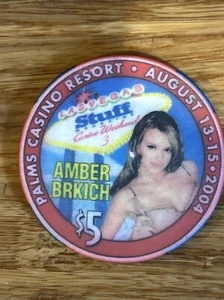 PALMS CASINO RESORT • AUGUST 13-15 • 2004
LAS VEGAS
Stuff
Casino Weekend
3
AMBER
BRKICH
$5